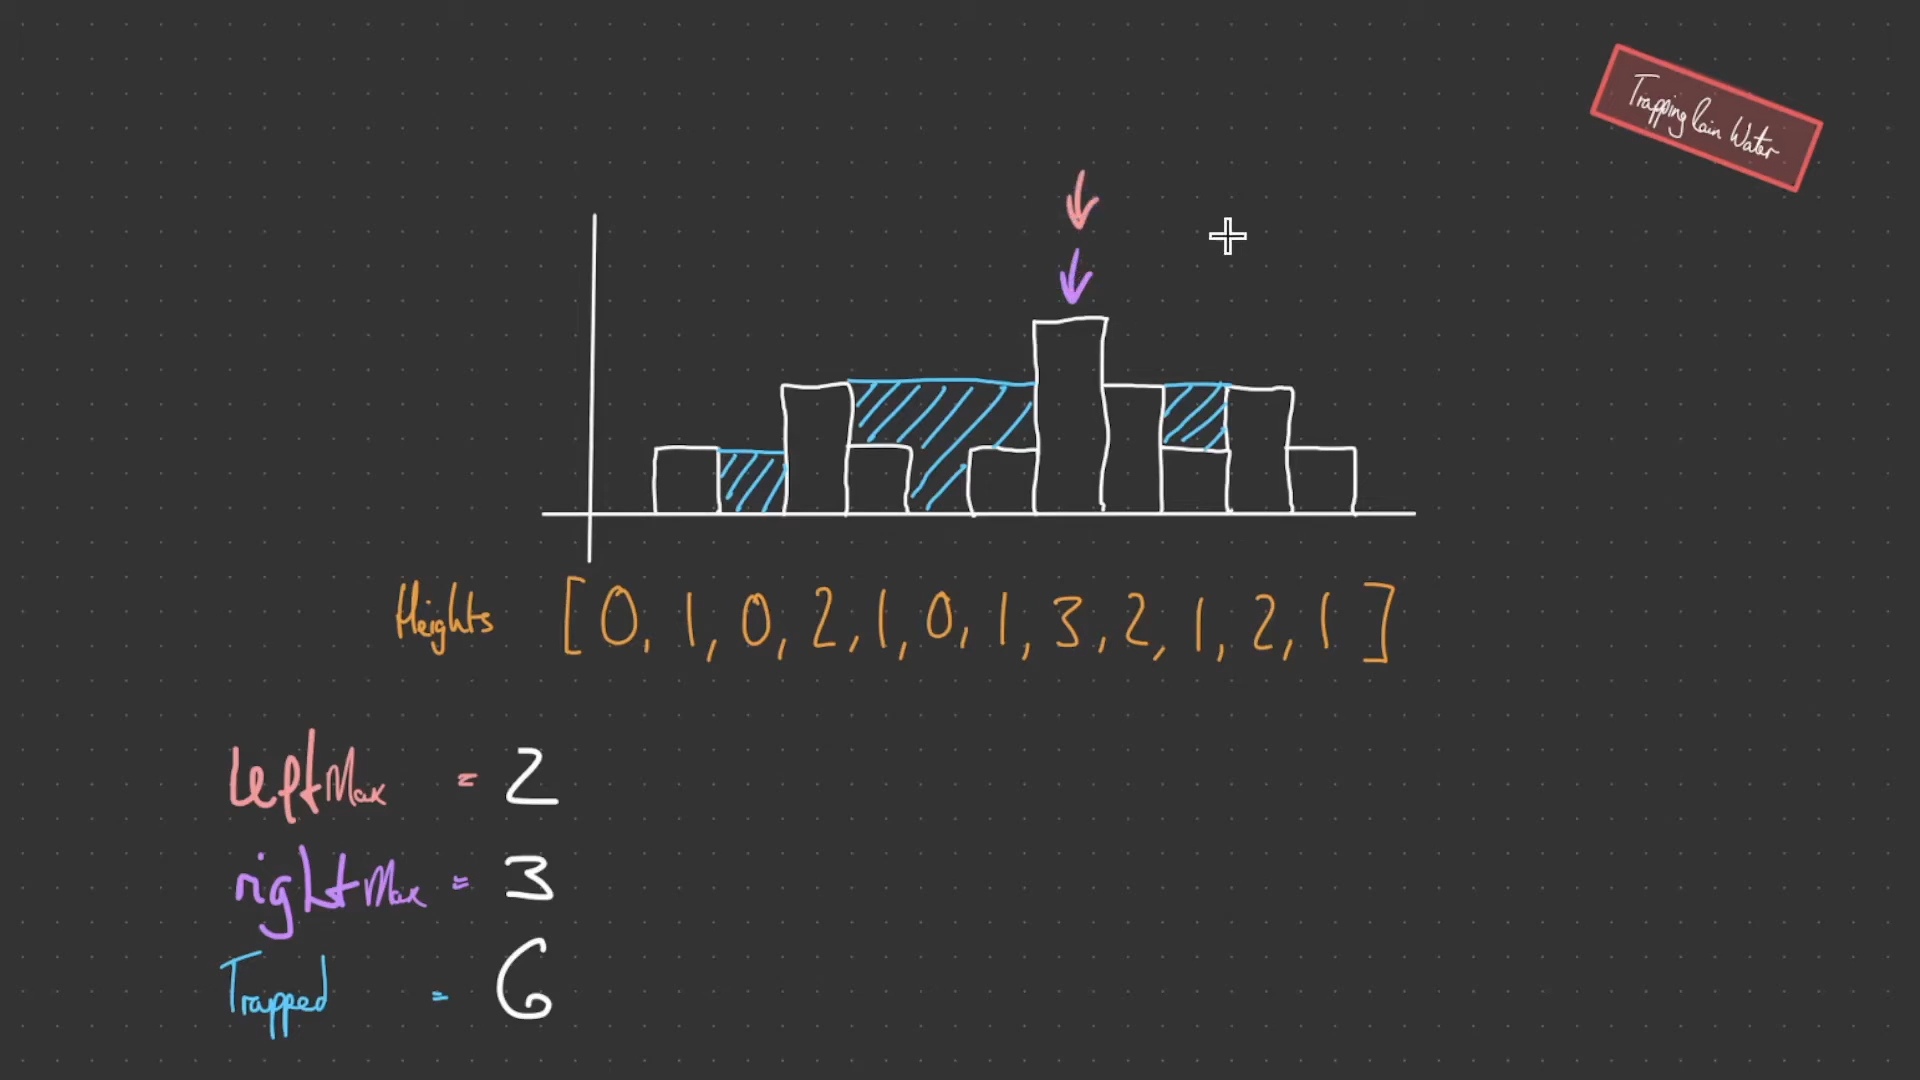 Trapping Rain Water
Heights [0, 1, 0, 2, 1, 0, 1, 3, 2, 1, 2, 1]
leftMax = 2
rightMax = 3
Trapped = 6